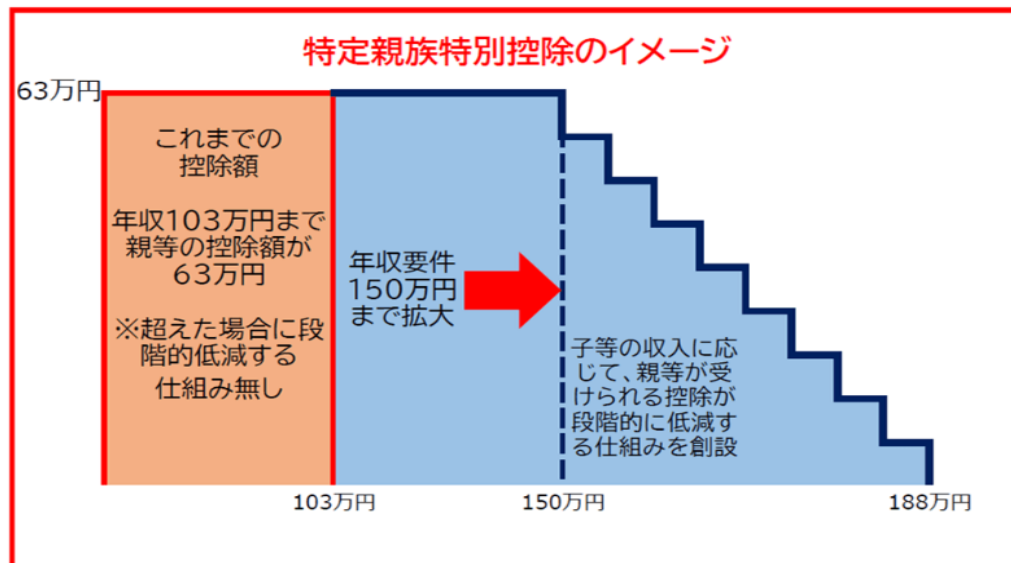 特定親族特別控除のイメージ
63万円
これまでの
控除額
年収103万円まで
親等の控除額が
63万円
※超えた場合に段
階的低減する
仕組み無し
年収要件
150万円
まで拡大
子等の収入に応
じて、親等が受
けられる控除が
段階的に低減す
る仕組みを創設
103万円
150万円
188万円